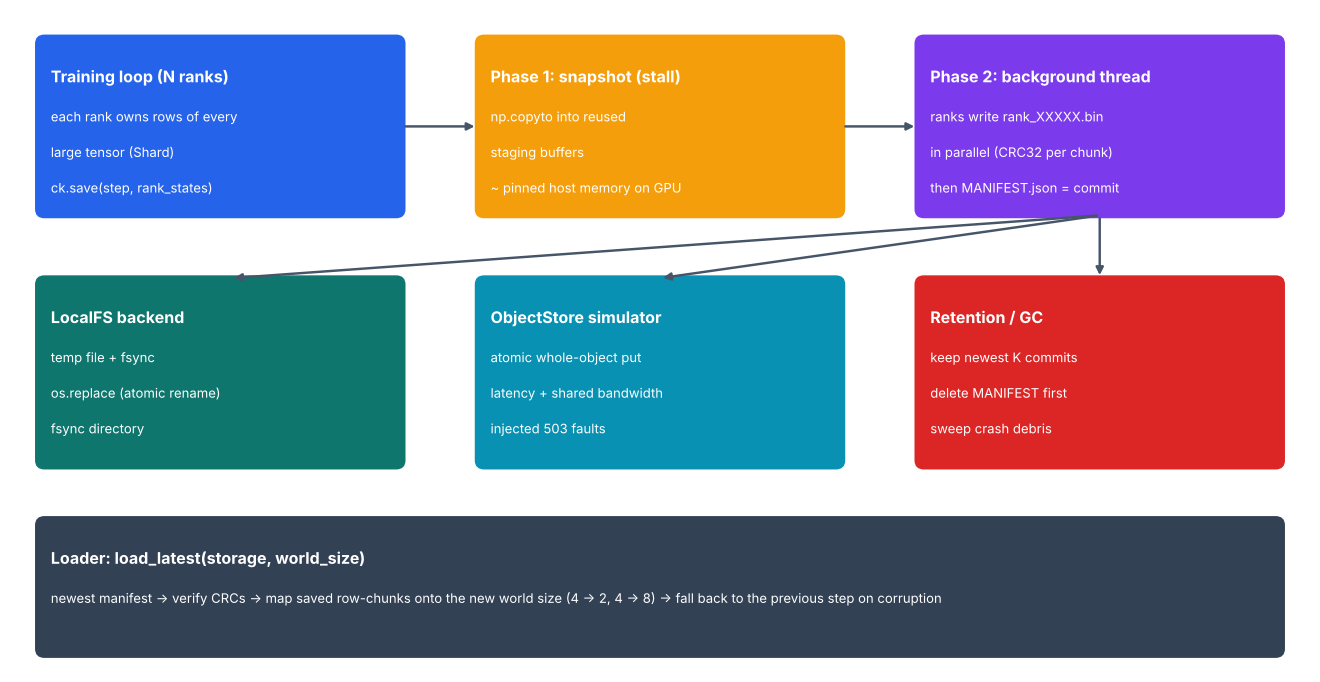 Training loop (N ranks)
each rank owns rows of every
large tensor (Shard)
ck.save(step, rank_states)
Phase 1: snapshot (stall)
np.copyto into reused
staging buffers
~ pinned host memory on GPU
Phase 2: background thread
ranks write rank_XXXXX.bin
in parallel (CRC32 per chunk)
then MANIFEST.json = commit
LocalFS backend
temp file + fsync
os.replace (atomic rename)
fsync directory
ObjectStore simulator
atomic whole-object put
latency + shared bandwidth
injected 503 faults
Retention / GC
keep newest K commits
delete MANIFEST first
sweep crash debris
Loader: load_latest(storage, world_size)
newest manifest → verify CRCs → map saved row-chunks onto the new world size (4 → 2, 4 → 8) → fall back to the previous step on corruption